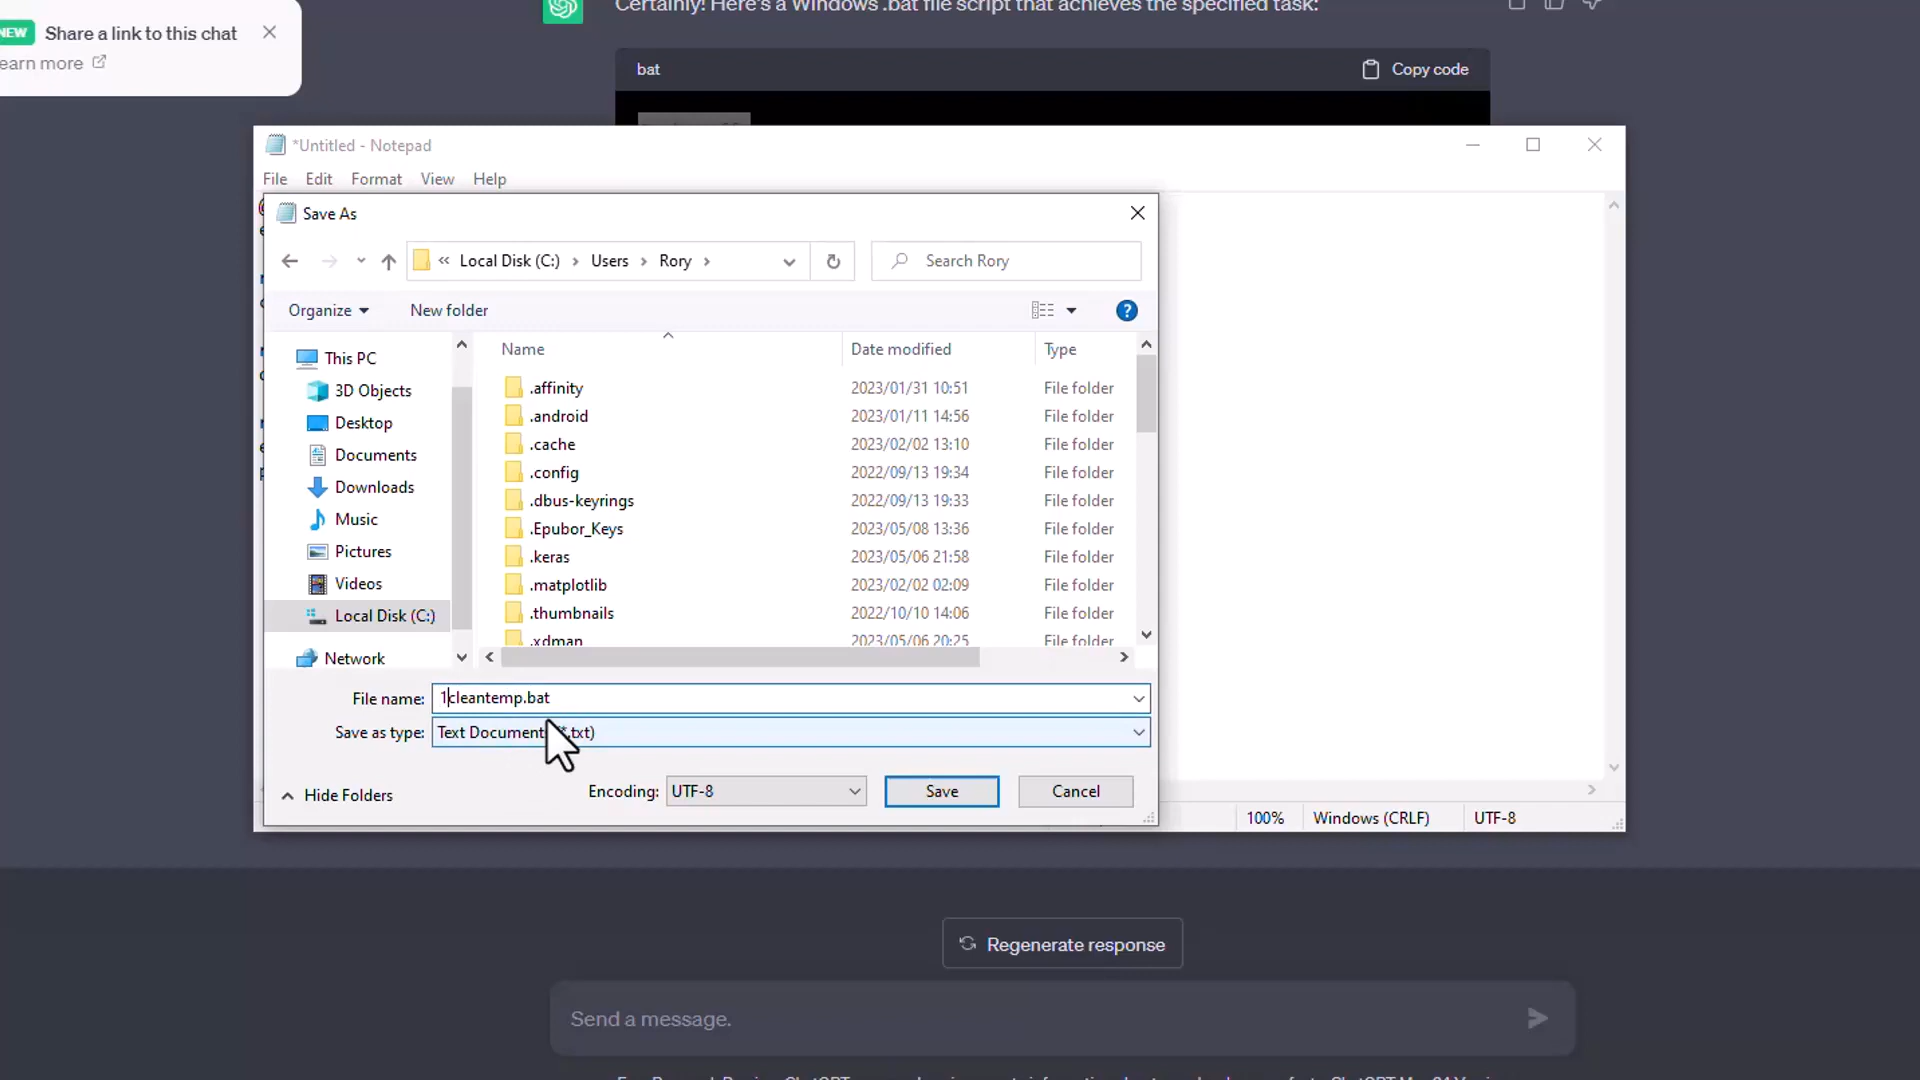 NEW Share a link to this chat
earn more
Certainly! Here's a Windows .bat file script that achieves the specified task:
bat
Copy code
*Untitled - Notepad
File Edit Format View Help
Save As
« Local Disk (C:) › Users › Rory ›
Search Rory
Organize
New folder
Name Date modified Type
This PC
3D Objects
Desktop
Documents
Downloads
Music
Pictures
Videos
Local Disk (C:)
Network
.affinity 2023/01/31 10:51 File folder
.android 2023/01/11 14:56 File folder
.cache 2023/02/02 13:10 File folder
.config 2022/09/13 19:34 File folder
.dbus-keyrings 2022/09/13 19:33 File folder
.Epubor_Keys 2023/05/08 13:36 File folder
.keras 2023/05/06 21:58 File folder
.matplotlib 2023/02/02 02:09 File folder
.thumbnails 2022/10/10 14:06 File folder
.xdman 2023/05/06 20:25 File folder
File name: 1cleantemp.bat
Save as type: Text Document .txt)
Hide Folders
Encoding: UTF-8
Save
Cancel
100% Windows (CRLF) UTF-8
Regenerate response
Send a message.